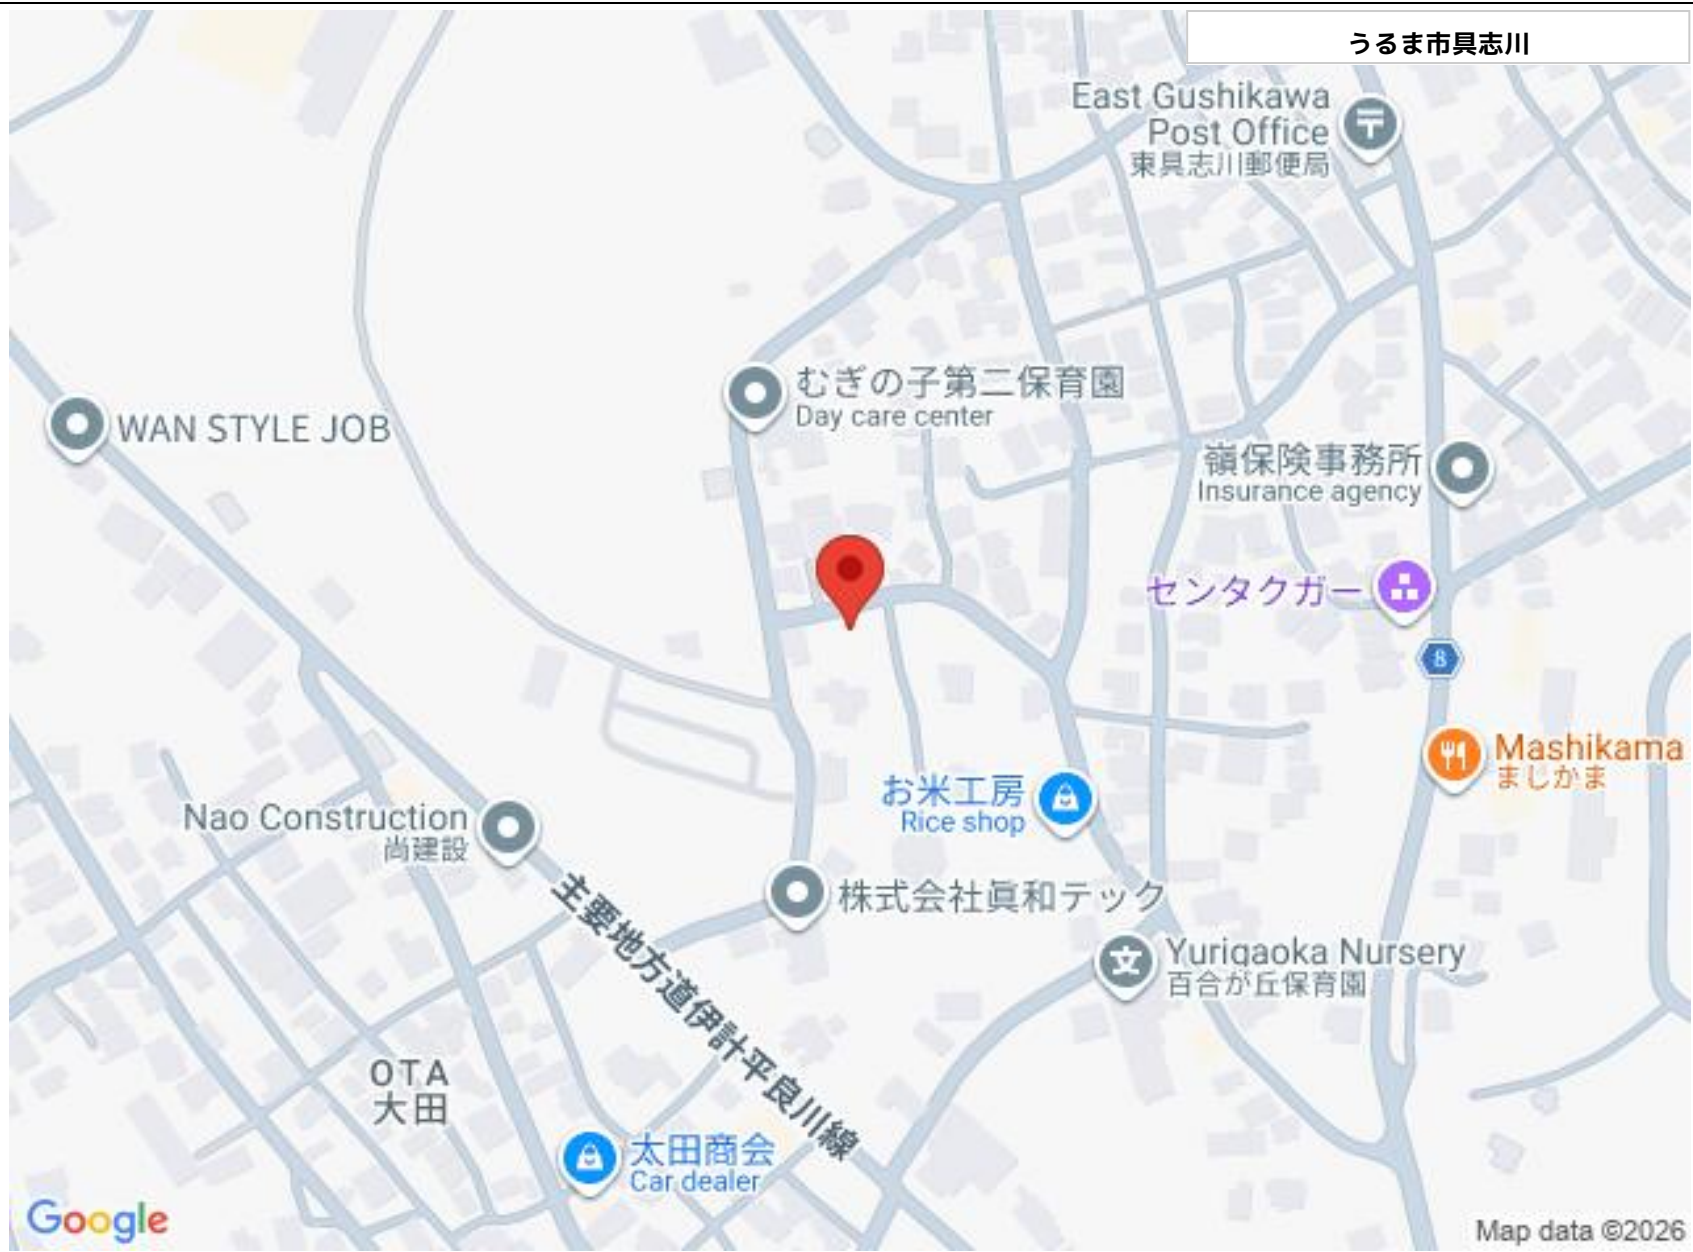 うるま市具志川
East Gushikawa
Post Office
東具志川郵便局
むぎの子第二保育園
Day care center
WAN STYLE JOB
嶺保険事務所
Insurance agency
センタクガー
8
Mashikama
まじかま
お米工房
Rice shop
Nao Construction
尚建設
株式会社眞和テック
主要地方道伊計平良川線
Yurigaoka Nursery
百合が丘保育園
OTA
大田
太田商会
Car dealer
Google
Map data ©2026